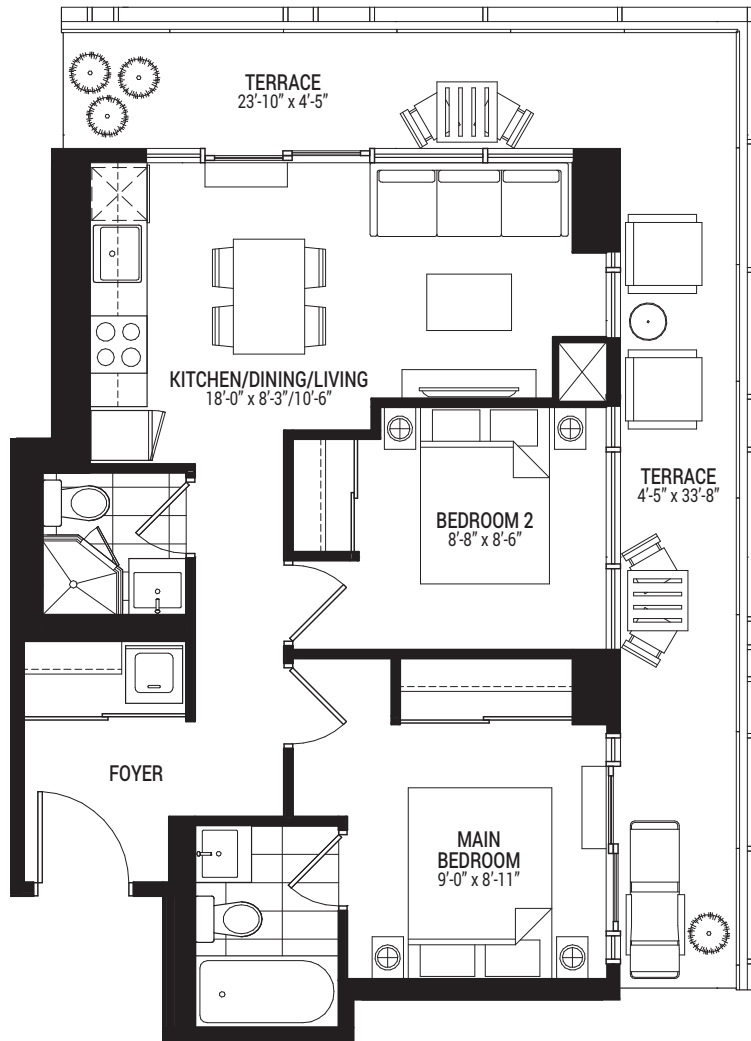 TERRACE
23'-10" x 4'-5"
KITCHEN/DINING/LIVING
18'-0" x 8'-3"/10'-6"
TERRACE
4'-5" x 33'-8"
BEDROOM 2
8'-8" x 8'-6"
FOYER
MAIN
BEDROOM
9'-0" x 8'-11"